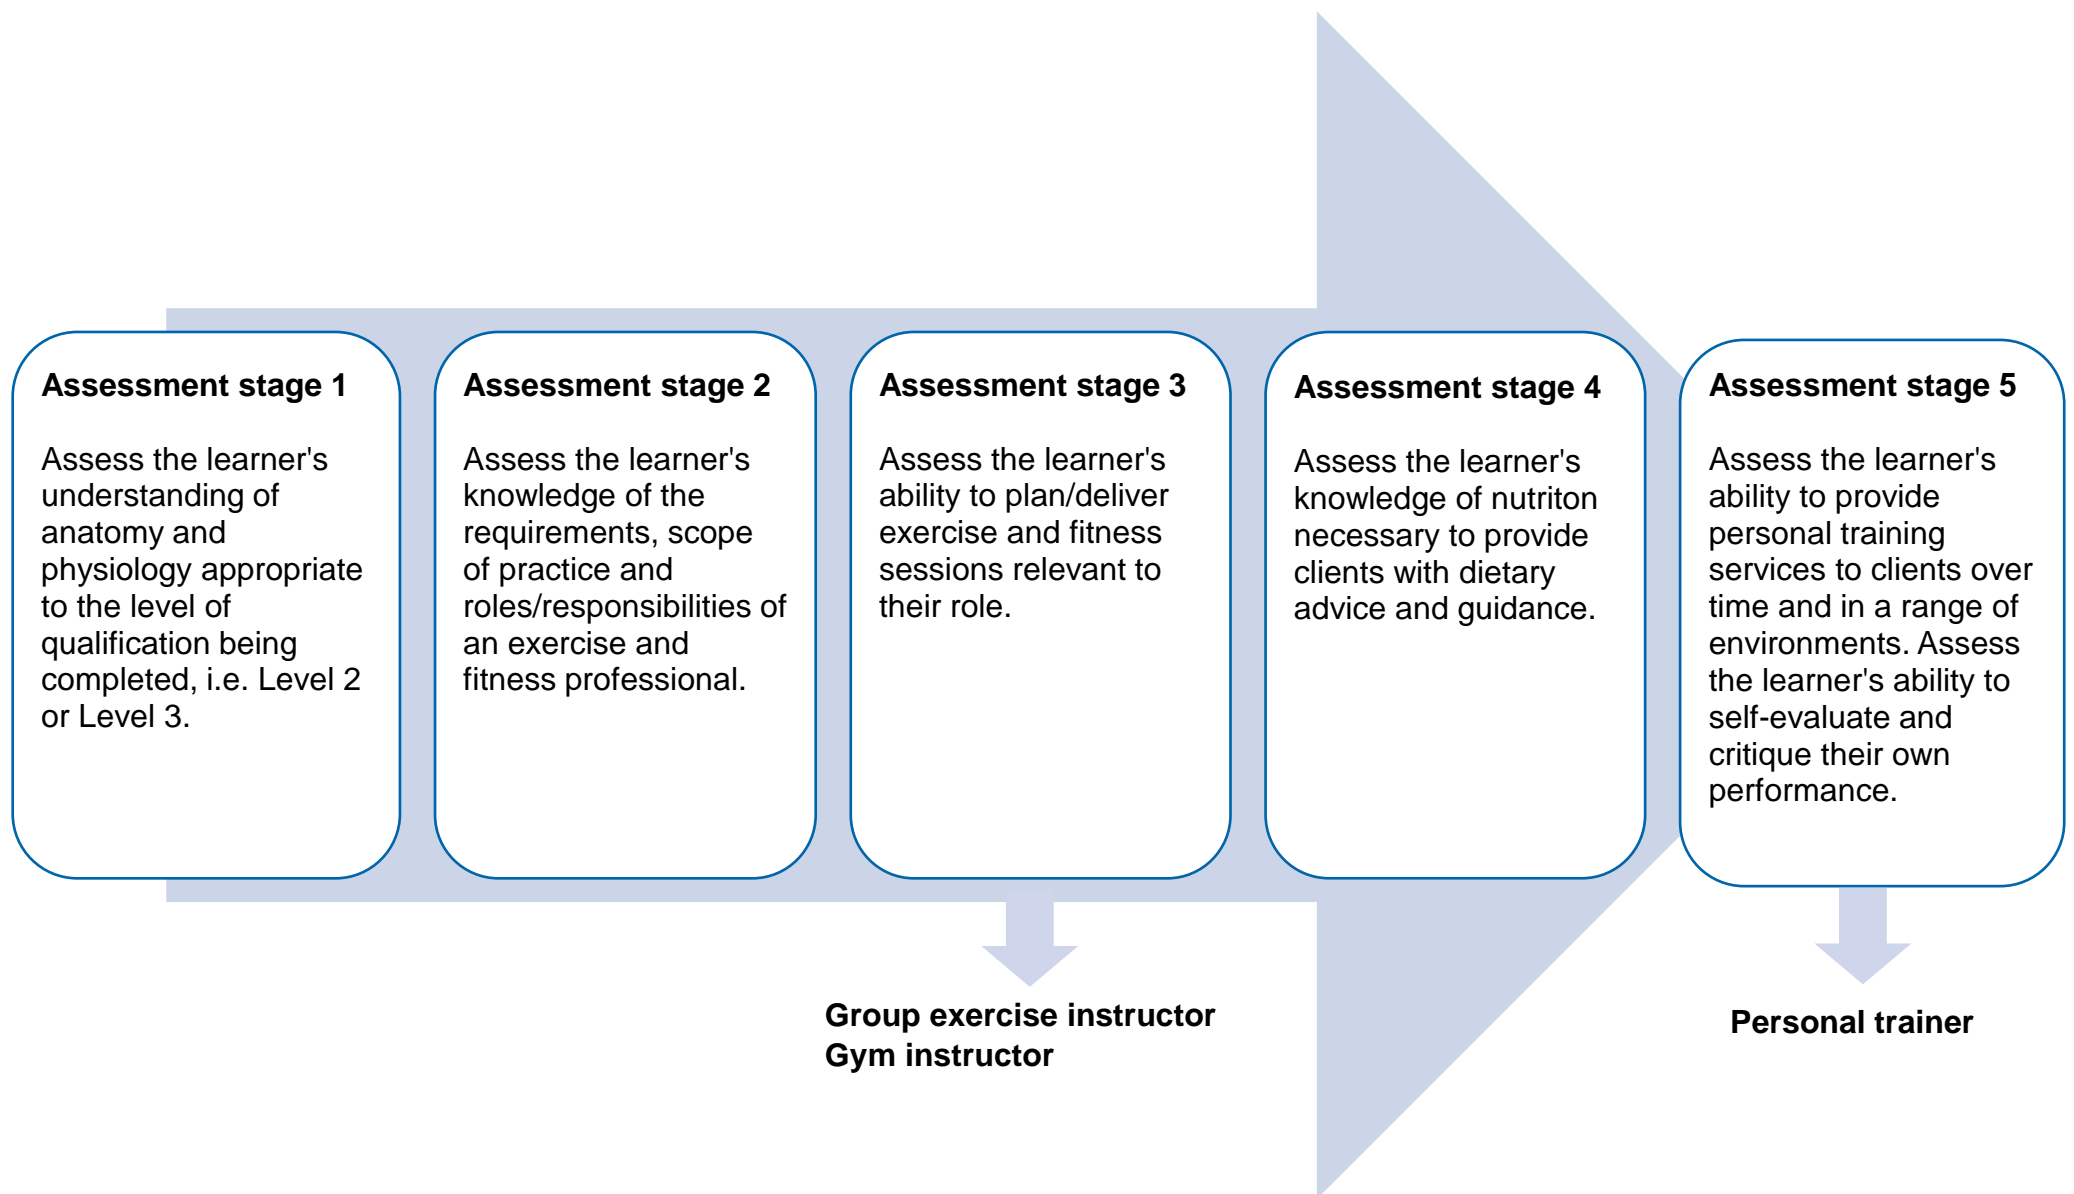 Assessment stage 1
Assess the learner's
understanding of
anatomy and
physiology appropriate
to the level of
qualification being
completed, i.e. Level 2
or Level 3.
Assessment stage 2
Assess the learner's
knowledge of the
requirements, scope
of practice and
roles/responsibilities of
an exercise and
fitness professional.
Assessment stage 3
Assess the learner's
ability to plan/deliver
exercise and fitness
sessions relevant to
their role.
Assessment stage 4
Assess the learner's
knowledge of nutriton
necessary to provide
clients with dietary
advice and guidance.
Assessment stage 5
Assess the learner's
ability to provide
personal training
services to clients over
time and in a range of
environments. Assess
the learner's ability to
self-evaluate and
critique their own
performance.
Group exercise instructor
Gym instructor
Personal trainer